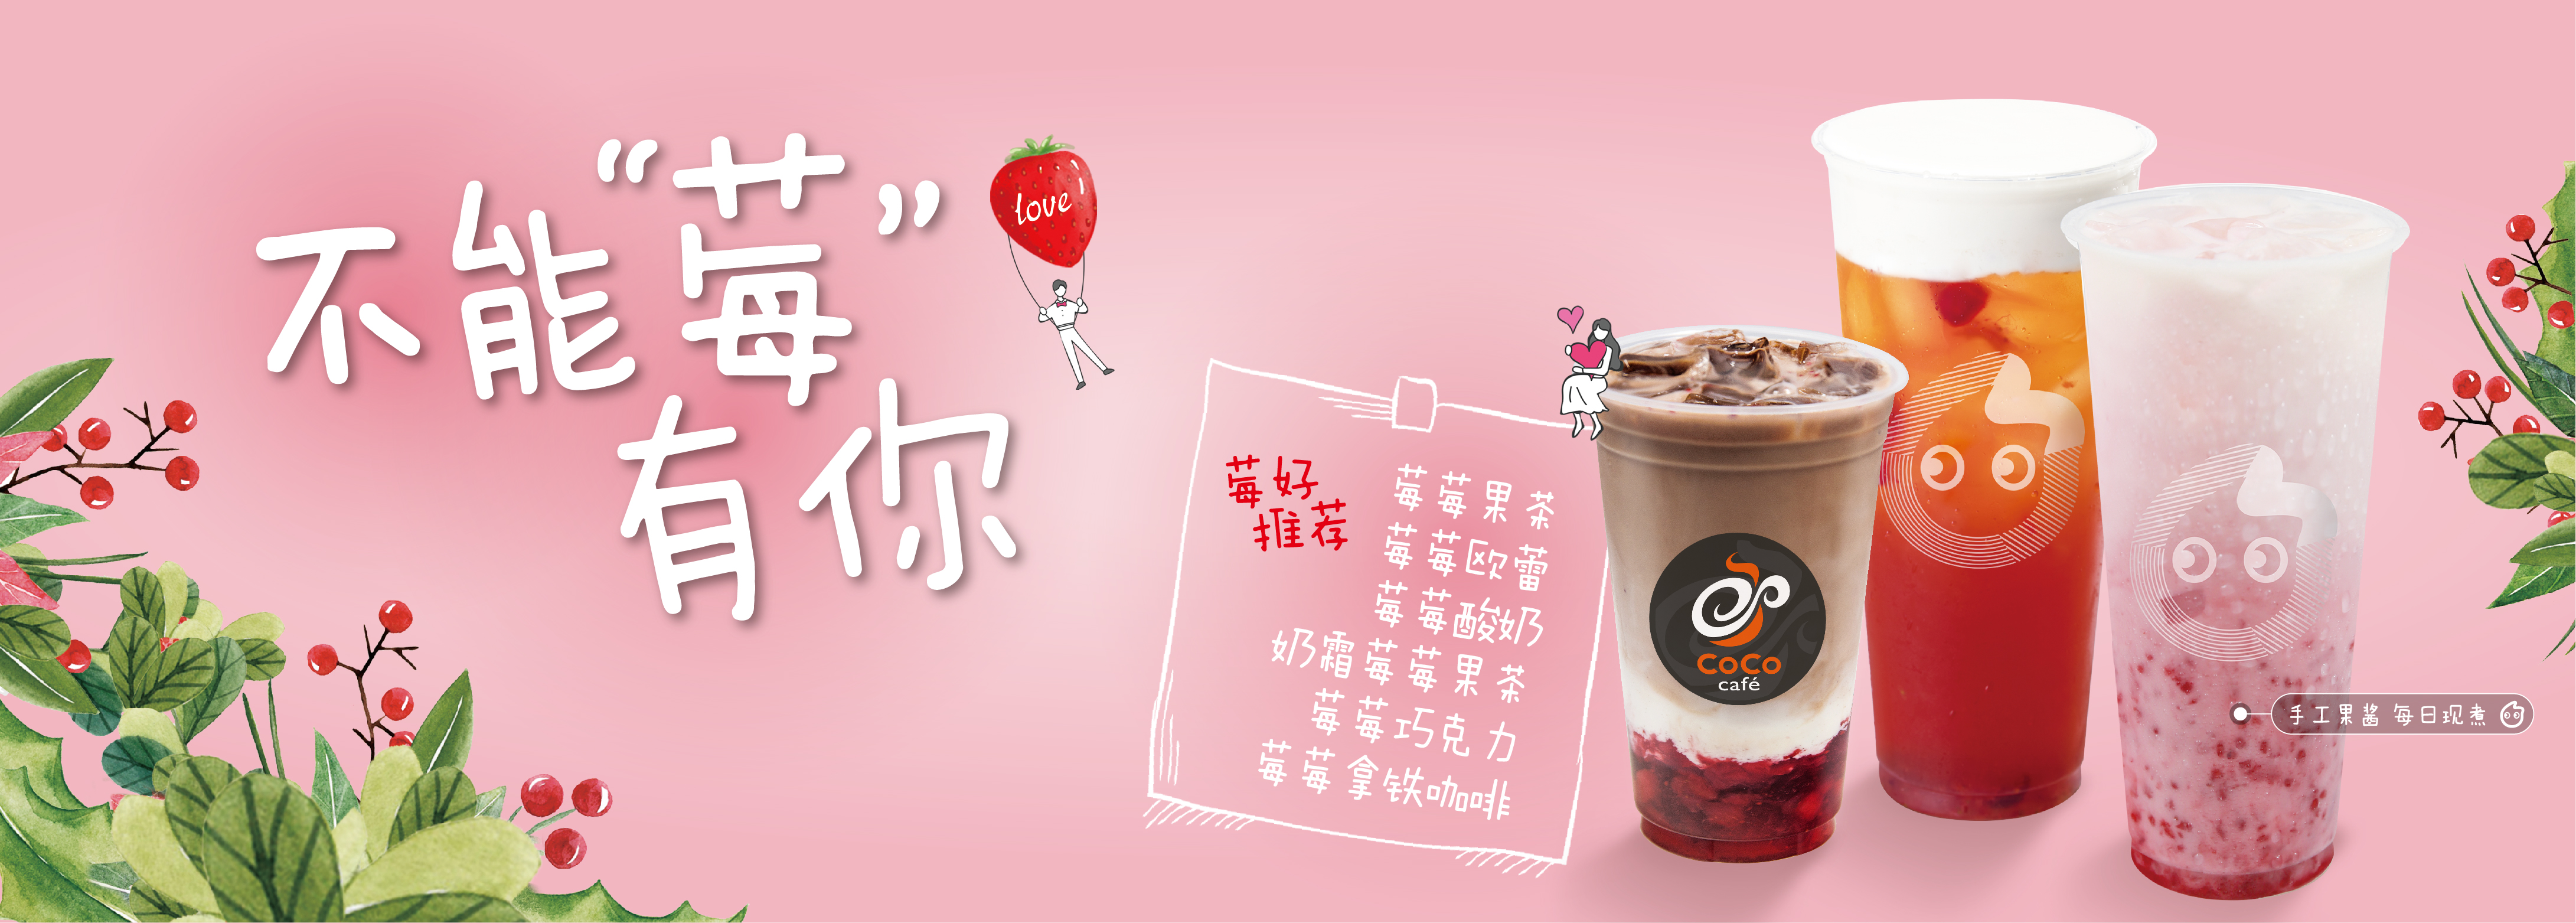 不能“莓”
有你
love
莓好
推荐
莓莓果茶
莓莓欧蕾
莓莓酸奶
奶霜莓莓果茶
莓莓巧克力
莓莓拿铁咖啡
CoCo
café
手工果酱 每日现煮